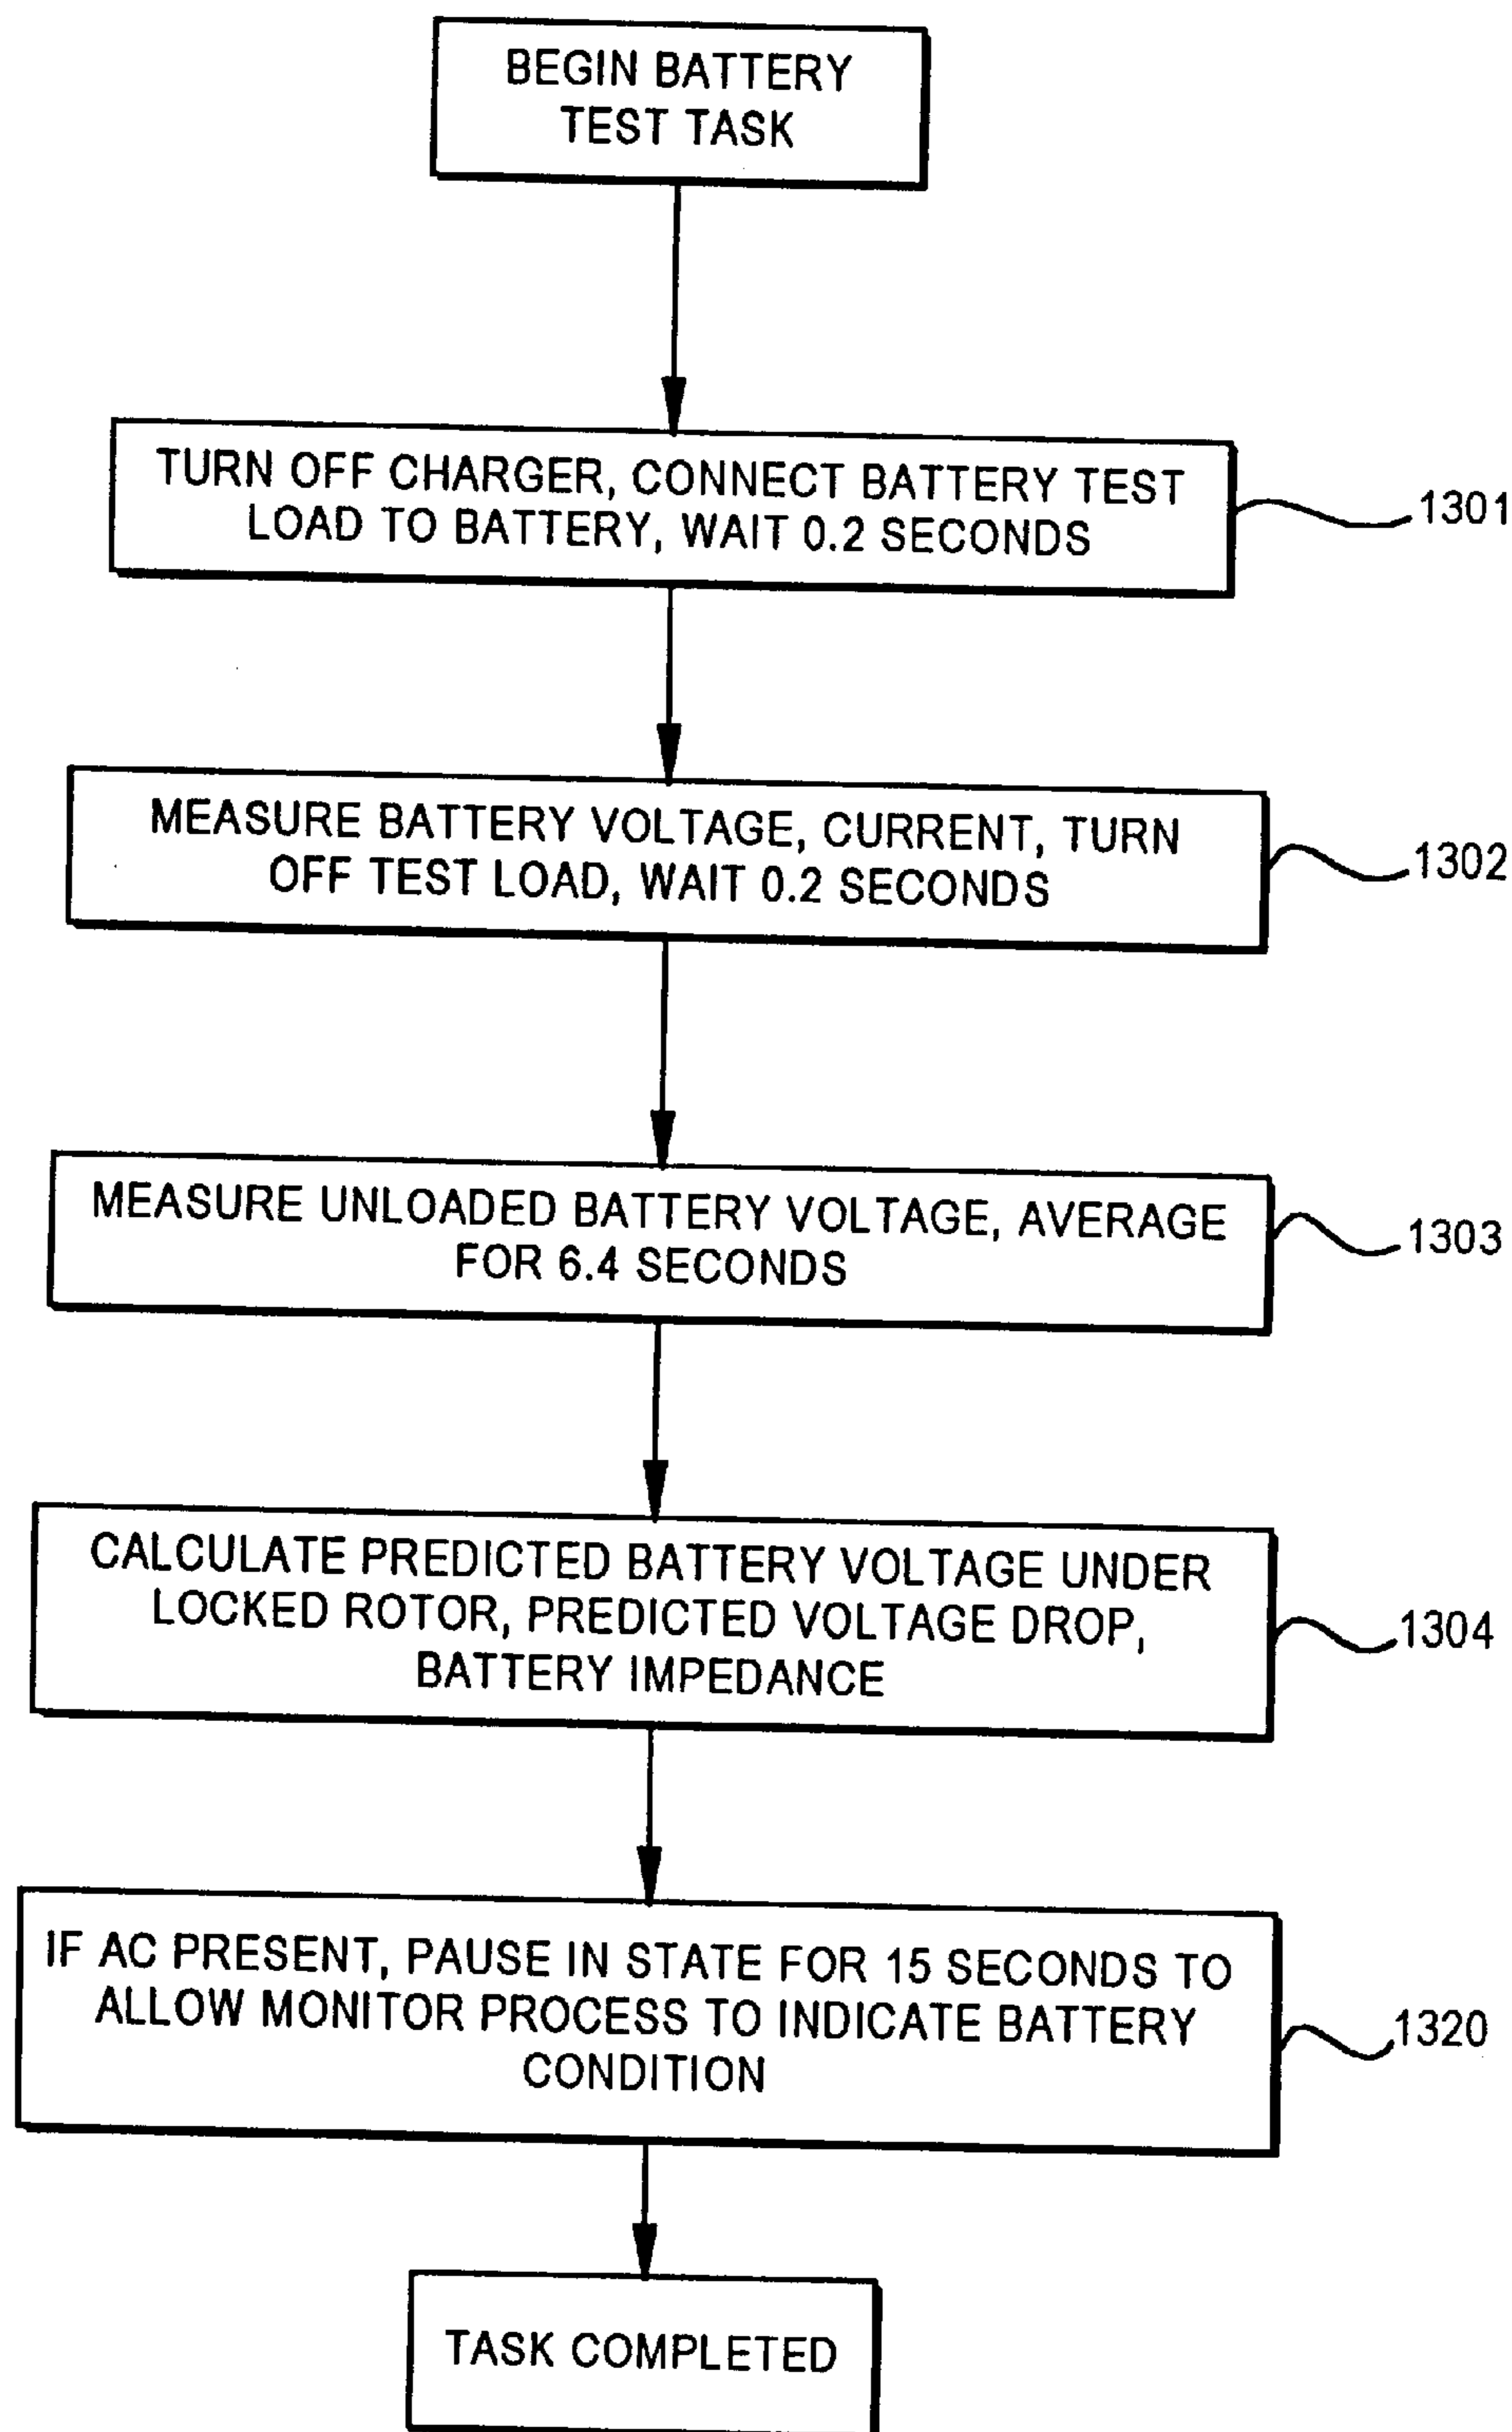 BEGIN BATTERY
TEST TASK
TURN OFF CHARGER, CONNECT BATTERY TEST
LOAD TO BATTERY, WAIT 0.2 SECONDS
1301
MEASURE BATTERY VOLTAGE, CURRENT, TURN
OFF TEST LOAD, WAIT 0.2 SECONDS
1302
MEASURE UNLOADED BATTERY VOLTAGE, AVERAGE
FOR 6.4 SECONDS
1303
CALCULATE PREDICTED BATTERY VOLTAGE UNDER
LOCKED ROTOR, PREDICTED VOLTAGE DROP,
BATTERY IMPEDANCE
1304
IF AC PRESENT, PAUSE IN STATE FOR 15 SECONDS TO
ALLOW MONITOR PROCESS TO INDICATE BATTERY
CONDITION
1320
TASK COMPLETED